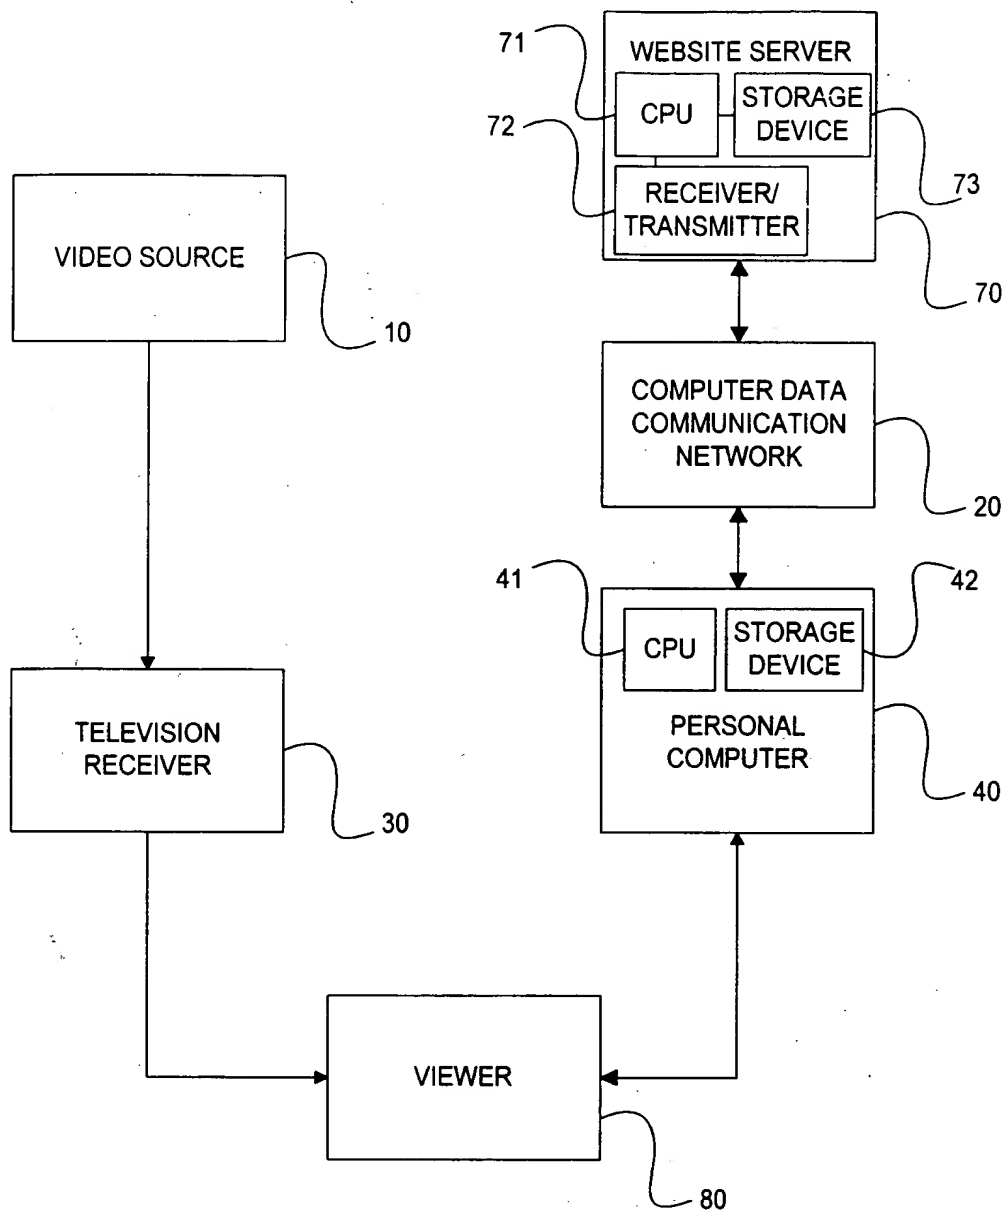 71
WEBSITE SERVER
CPU
STORAGE
DEVICE
72
73
RECEIVER/
TRANSMITTER
70
VIDEO SOURCE
10
COMPUTER DATA
COMMUNICATION
NETWORK
20
41
42
CPU
STORAGE
DEVICE
PERSONAL
COMPUTER
40
TELEVISION
RECEIVER
30
VIEWER
80